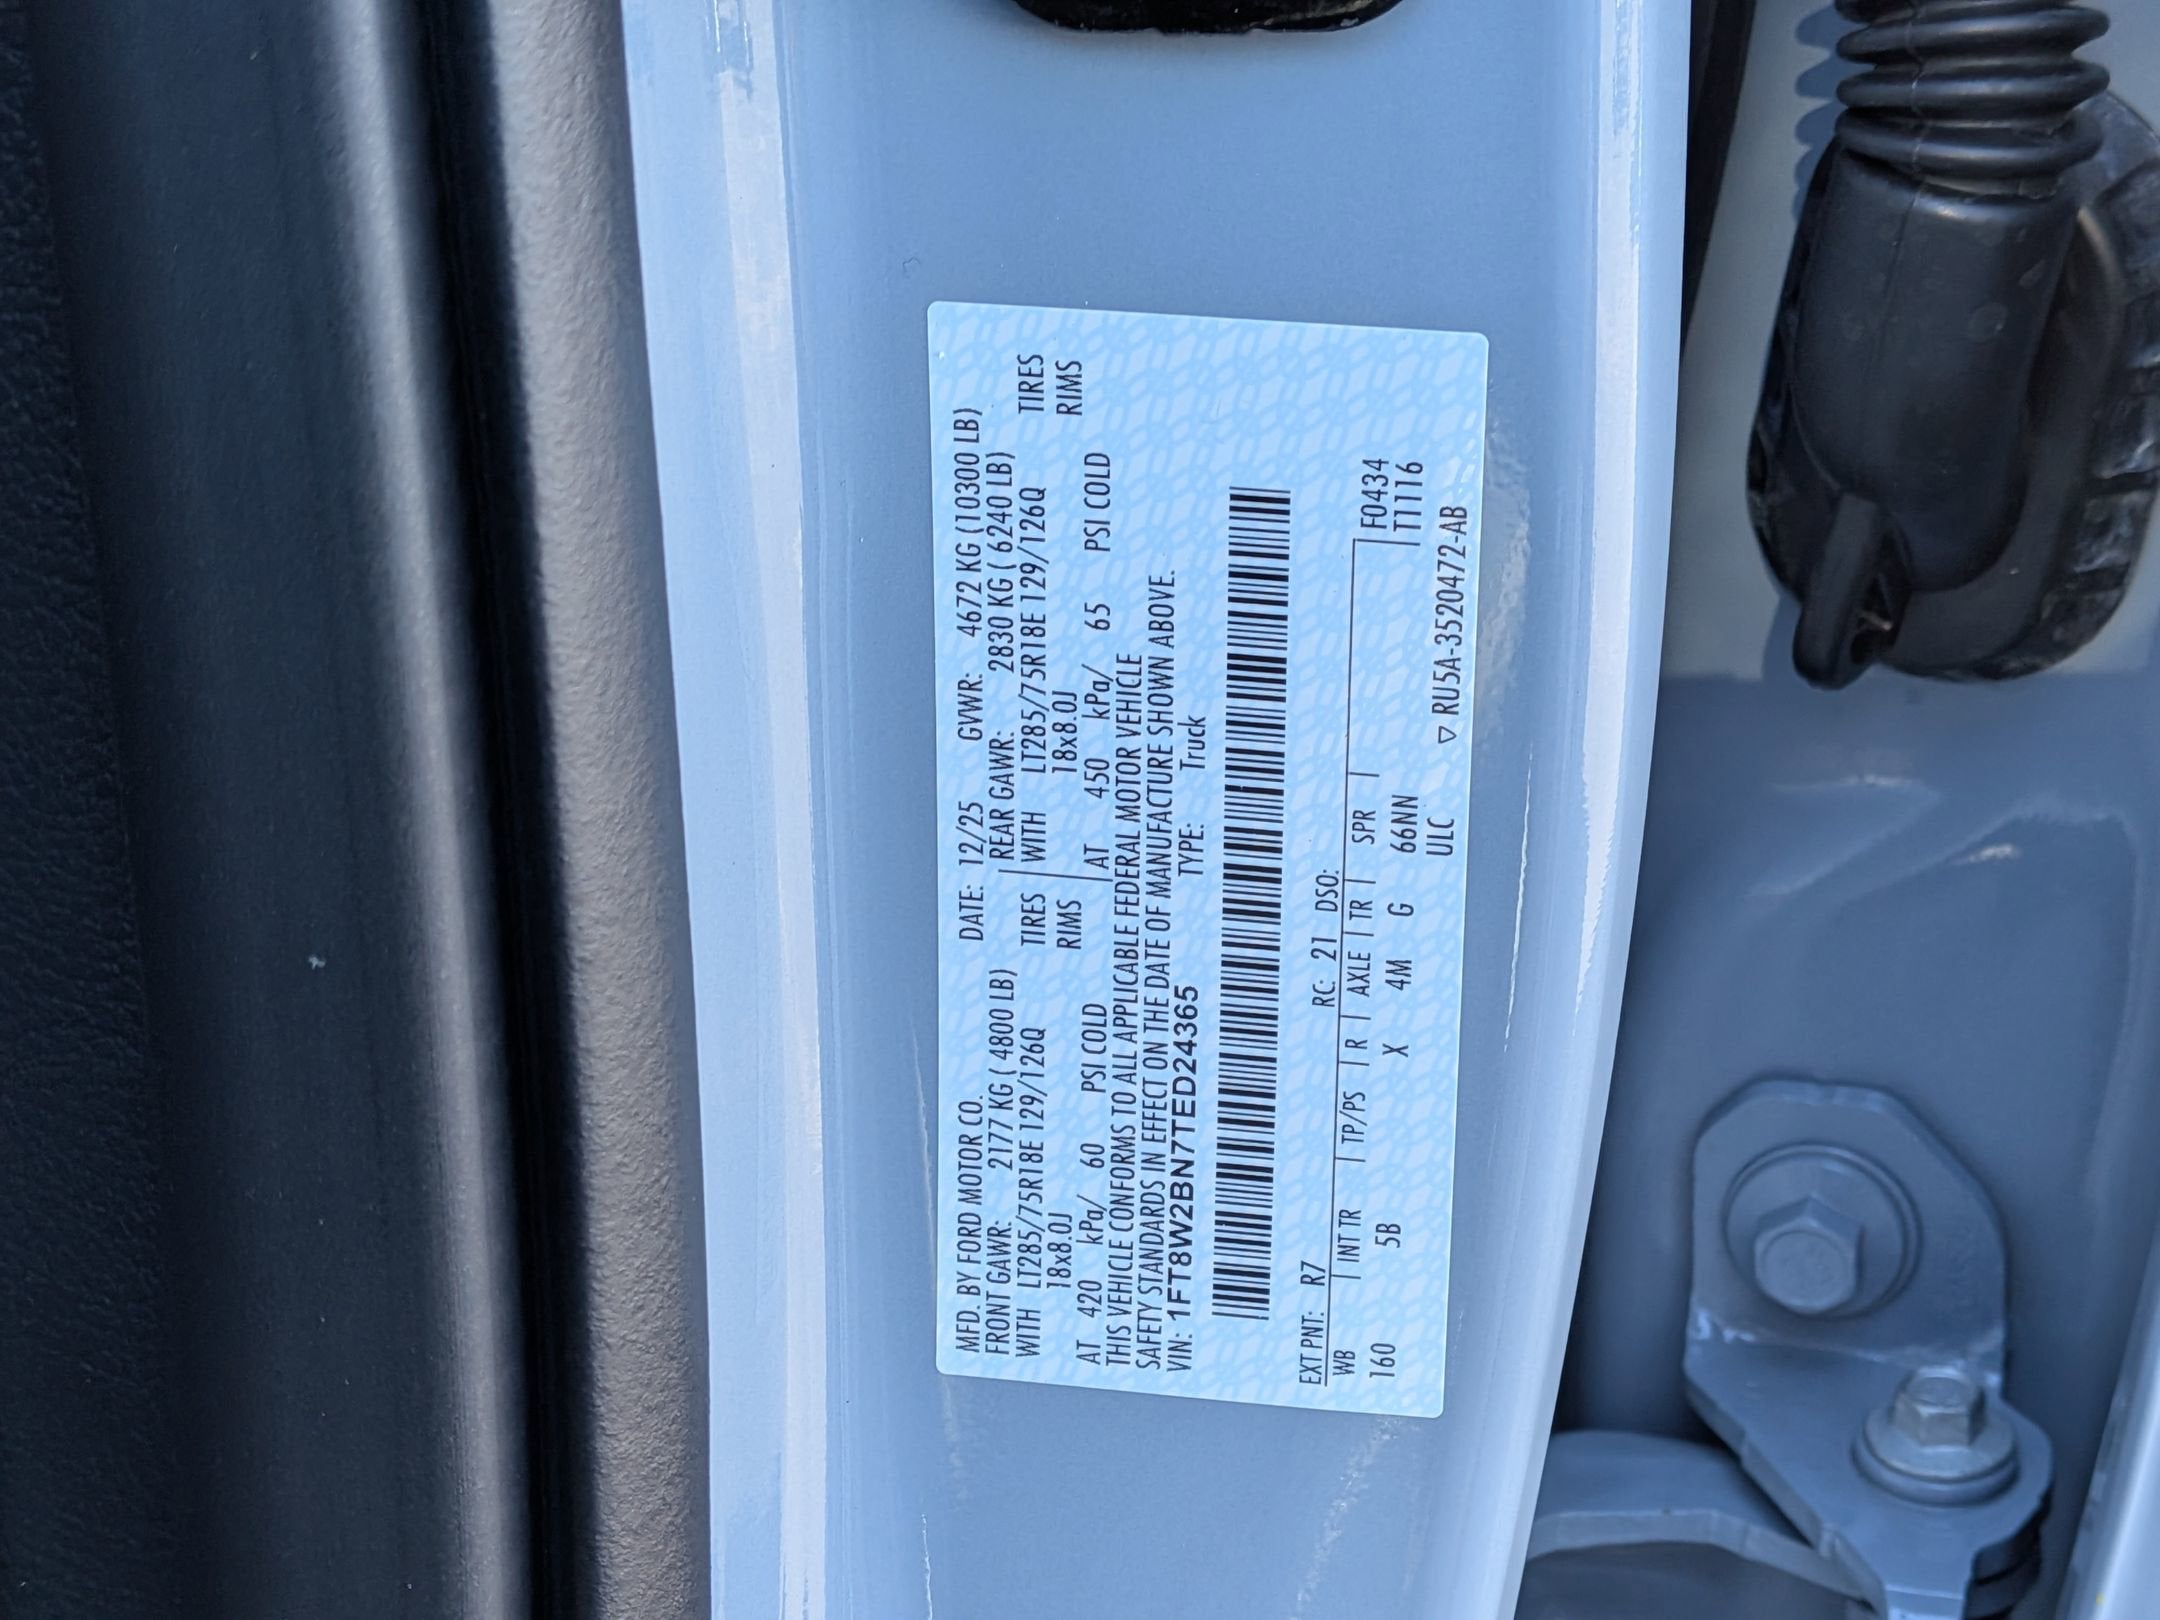 MFD. BY FORD MOTOR CO. DATE: 12/25 GVWR: 4672 KG (10300 LB)
FRONT GAWR: 2177 KG ( 4800 LB) REAR GAWR: 2830 KG ( 6240 LB)
WITH LT285/75R18E 129/126Q TIRES WITH LT285/75R18E 129/126Q TIRES
18x8.0J RIMS 18x8.0J RIMS
AT 420 kPa/ 60 PSI COLD AT 450 kPa/ 65 PSI COLD
THIS VEHICLE CONFORMS TO ALL APPLICABLE FEDERAL MOTOR VEHICLE
SAFETY STANDARDS IN EFFECT ON THE DATE OF MANUFACTURE SHOWN ABOVE.
VIN: 1FT8W2BN7TED24365 TYPE: Truck
EXT PNT: R7 RC: 21 DSO:
WB INT TR TP/PS R AXLE TR SPR F0434
160 5B X 4M G 66NN T1116
ULC ▽ RU5A-3520472-AB